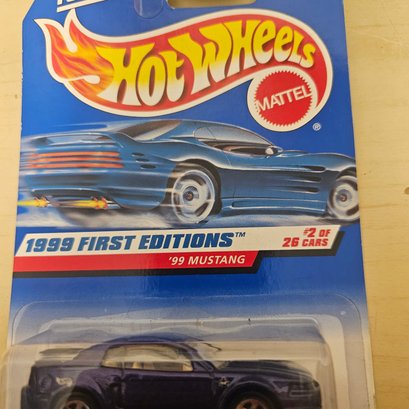 HOT WHEELS
MATTEL
®
1999 FIRST EDITIONS™
#2 OF
26 CARS
'99 MUSTANG